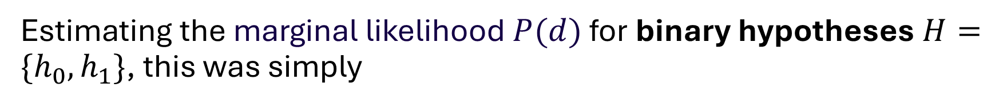 Estimating the marginal likelihood P(d) for binary hypotheses H =
{h₀, h₁}, this was simply